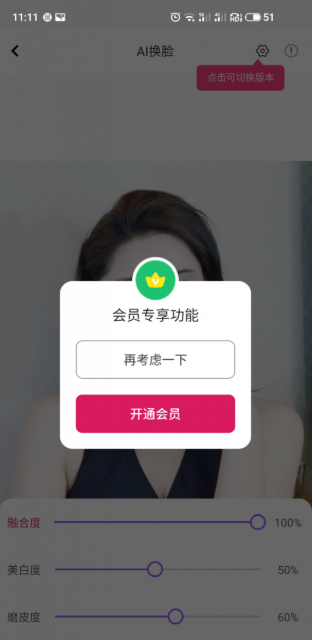 11:11
51
AI换脸
点击可切换版本
会员专享功能
再考虑一下
开通会员
融合度 100%
美白度 50%
磨皮度 60%